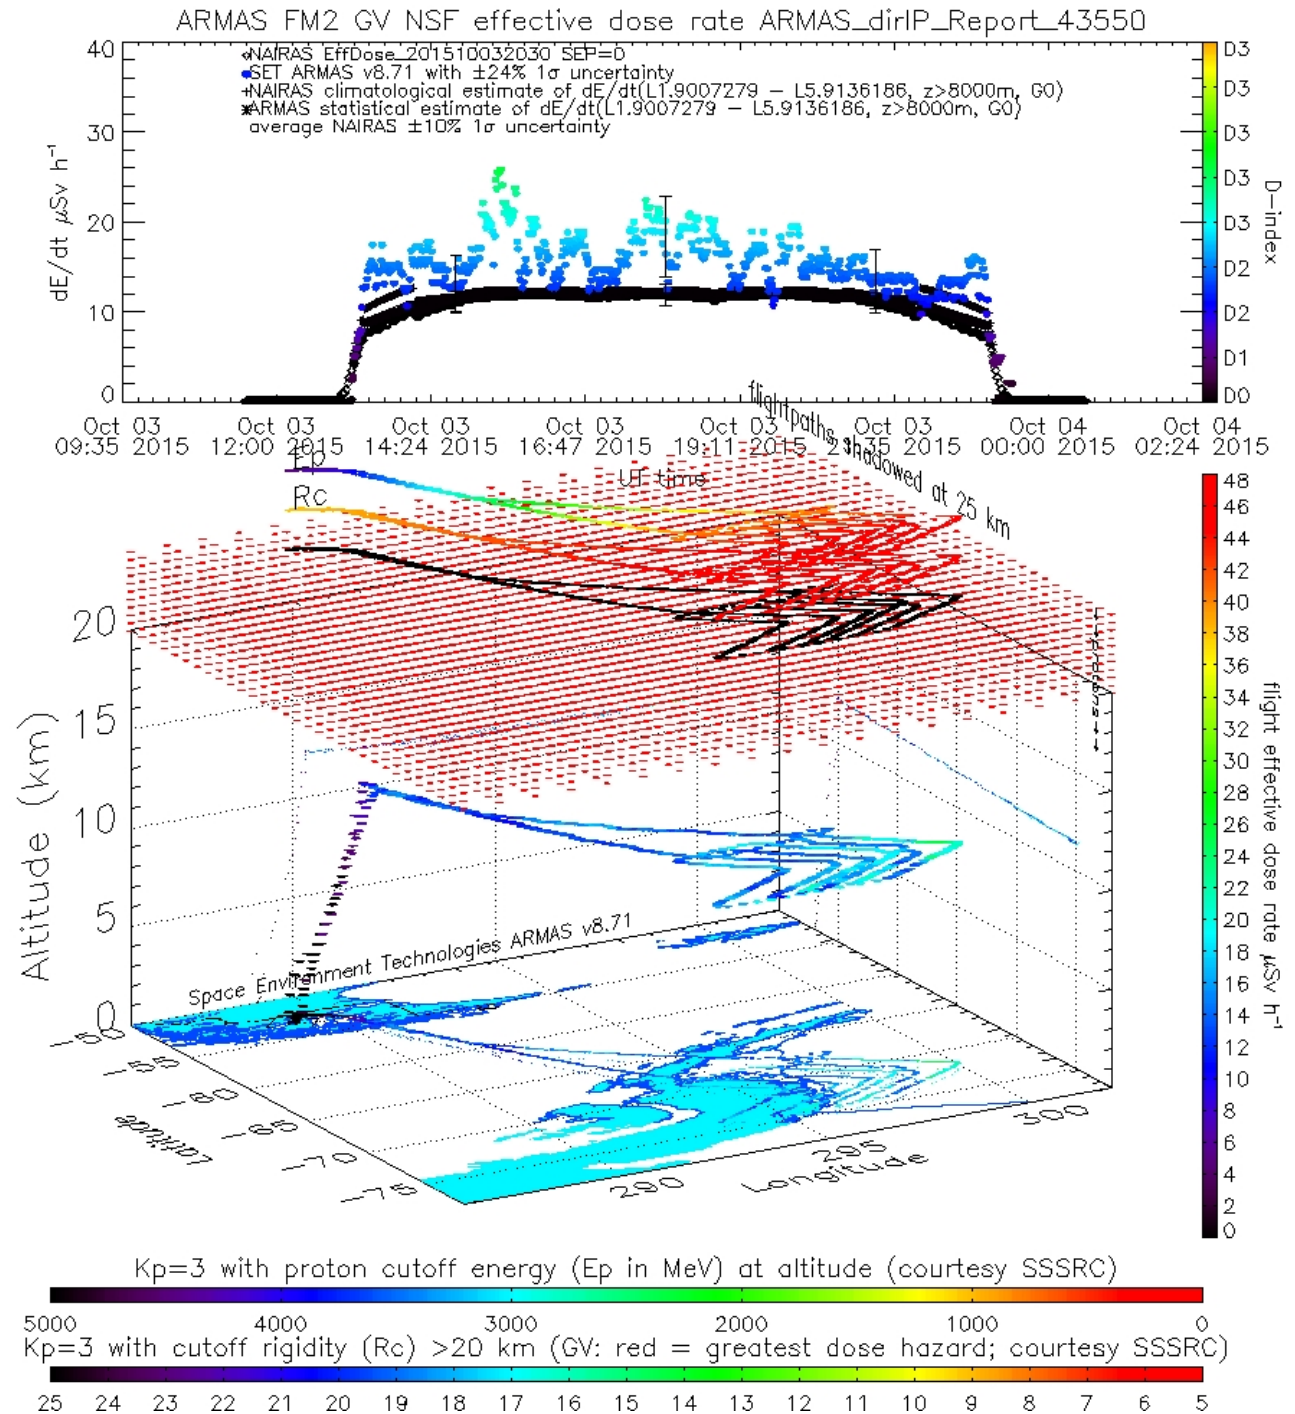 ARMAS FM2 GV NSF effective dose rate ARMAS_dirIP_Report_43550
NAIRAS EffDose_201510032030 SEP=0
SET ARMAS v8.71 with ±24% 1σ uncertainty
NAIRAS climatological estimate of dE/dt(L1.9007279 – L5.9136186, z>8000m, G0)
ARMAS statistical estimate of dE/dt(L1.9007279 – L5.9136186, z>8000m, G0)
average NAIRAS ±10% 1σ uncertainty
40
30
20
10
0
dE/dt μSv h⁻¹
D3
D3
D3
D3
D3
D2
D2
D1
D0
D-index
Oct 03 Oct 03 Oct 03 Oct 03 Oct 03 Oct 03 Oct 04 Oct 04
09:35 2015 12:00 2015 14:24 2015 16:47 2015 19:11 2015 21:35 2015 00:00 2015 02:24 2015
UT time
flightpaths shadowed at 25 km
Ep
Rc
20
15
10
5
0
Altitude (km)
Space Environment Technologies ARMAS v8.71
-50
-55
-60
-65
-70
-75
Latitude
290
295
300
Longitude
48
46
44
42
40
38
36
34
32
30
28
26
24
22
20
18
16
14
12
10
8
6
4
2
0
flight effective dose rate μSv h⁻¹
Kp=3 with proton cutoff energy (Ep in MeV) at altitude (courtesy SSSRC)
5000 4000 3000 2000 1000 0
Kp=3 with cutoff rigidity (Rc) >20 km (GV: red = greatest dose hazard; courtesy SSSRC)
25 24 23 22 21 20 19 18 17 16 15 14 13 12 11 10 9 8 7 6 5